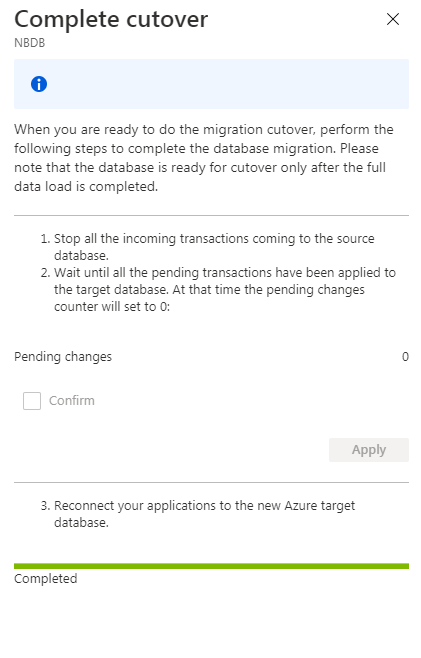 Complete cutover
NBDB
When you are ready to do the migration cutover, perform the
following steps to complete the database migration. Please
note that the database is ready for cutover only after the full
data load is completed.
1. Stop all the incoming transactions coming to the source
database.
2. Wait until all the pending transactions have been applied to
the target database. At that time the pending changes
counter will set to 0:
Pending changes 0
Confirm
Apply
3. Reconnect your applications to the new Azure target
database.
Completed